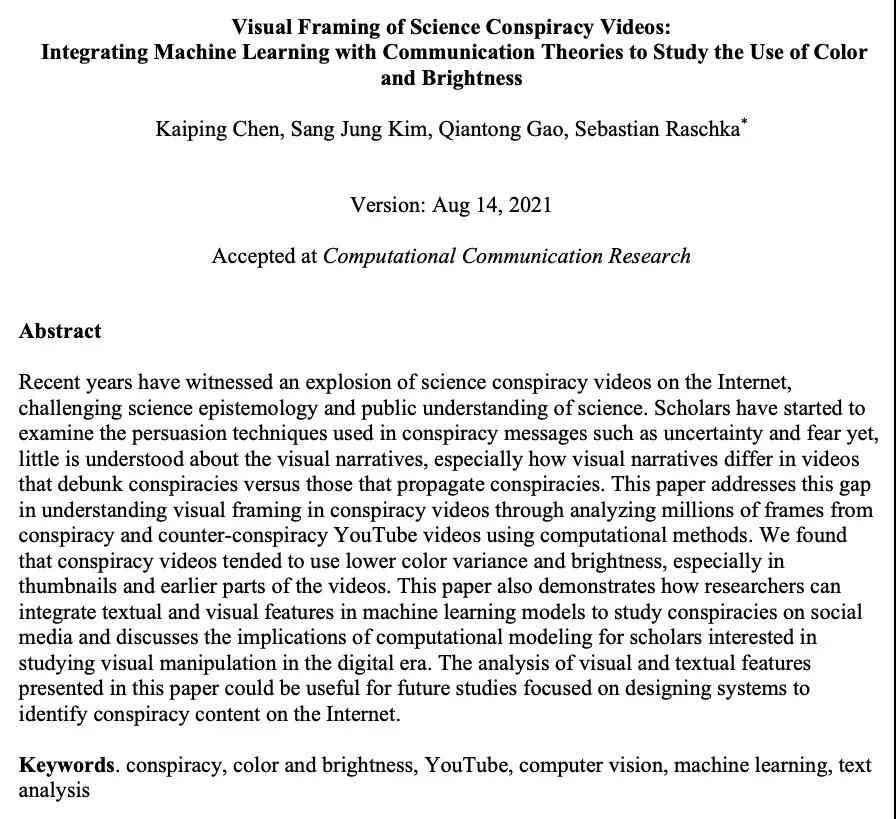 Visual Framing of Science Conspiracy Videos:
Integrating Machine Learning with Communication Theories to Study the Use of Color
and Brightness
Kaiping Chen, Sang Jung Kim, Qiantong Gao, Sebastian Raschka*
Version: Aug 14, 2021
Accepted at Computational Communication Research
Abstract
Recent years have witnessed an explosion of science conspiracy videos on the Internet,
challenging science epistemology and public understanding of science. Scholars have started to
examine the persuasion techniques used in conspiracy messages such as uncertainty and fear yet,
little is understood about the visual narratives, especially how visual narratives differ in videos
that debunk conspiracies versus those that propagate conspiracies. This paper addresses this gap
in understanding visual framing in conspiracy videos through analyzing millions of frames from
conspiracy and counter-conspiracy YouTube videos using computational methods. We found
that conspiracy videos tended to use lower color variance and brightness, especially in
thumbnails and earlier parts of the videos. This paper also demonstrates how researchers can
integrate textual and visual features in machine learning models to study conspiracies on social
media and discusses the implications of computational modeling for scholars interested in
studying visual manipulation in the digital era. The analysis of visual and textual features
presented in this paper could be useful for future studies focused on designing systems to
identify conspiracy content on the Internet.
Keywords. conspiracy, color and brightness, YouTube, computer vision, machine learning, text
analysis